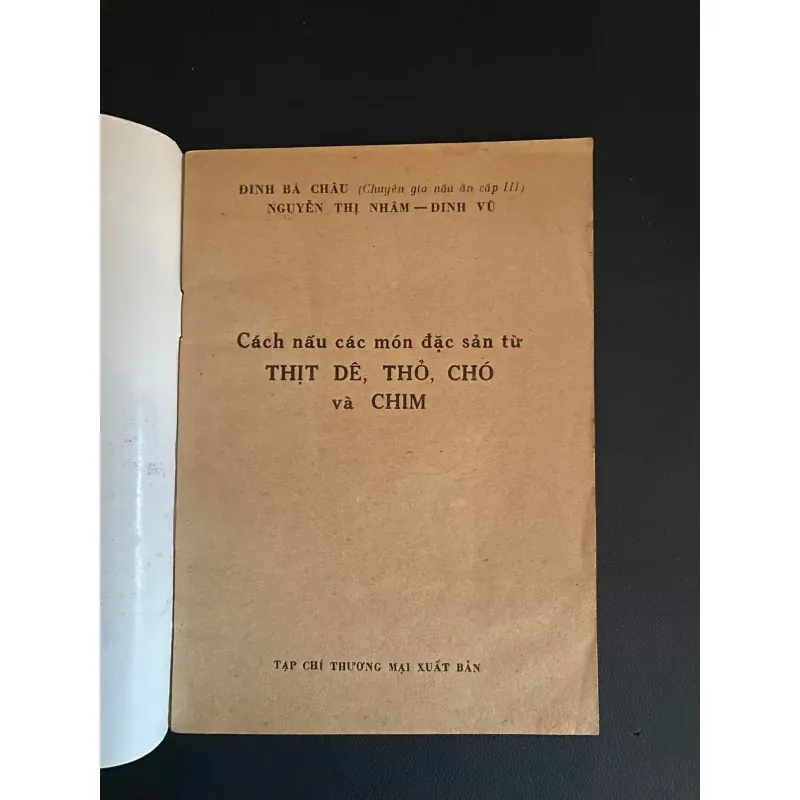 ĐINH BÁ CHÂU (Chuyên gia nấu ăn cấp III)
NGUYỄN THỊ NHÂM — ĐINH VŨ
Cách nấu các món đặc sản từ
THỊT DÊ, THỎ, CHÓ
và CHIM
TẠP CHÍ THƯƠNG MẠI XUẤT BẢN